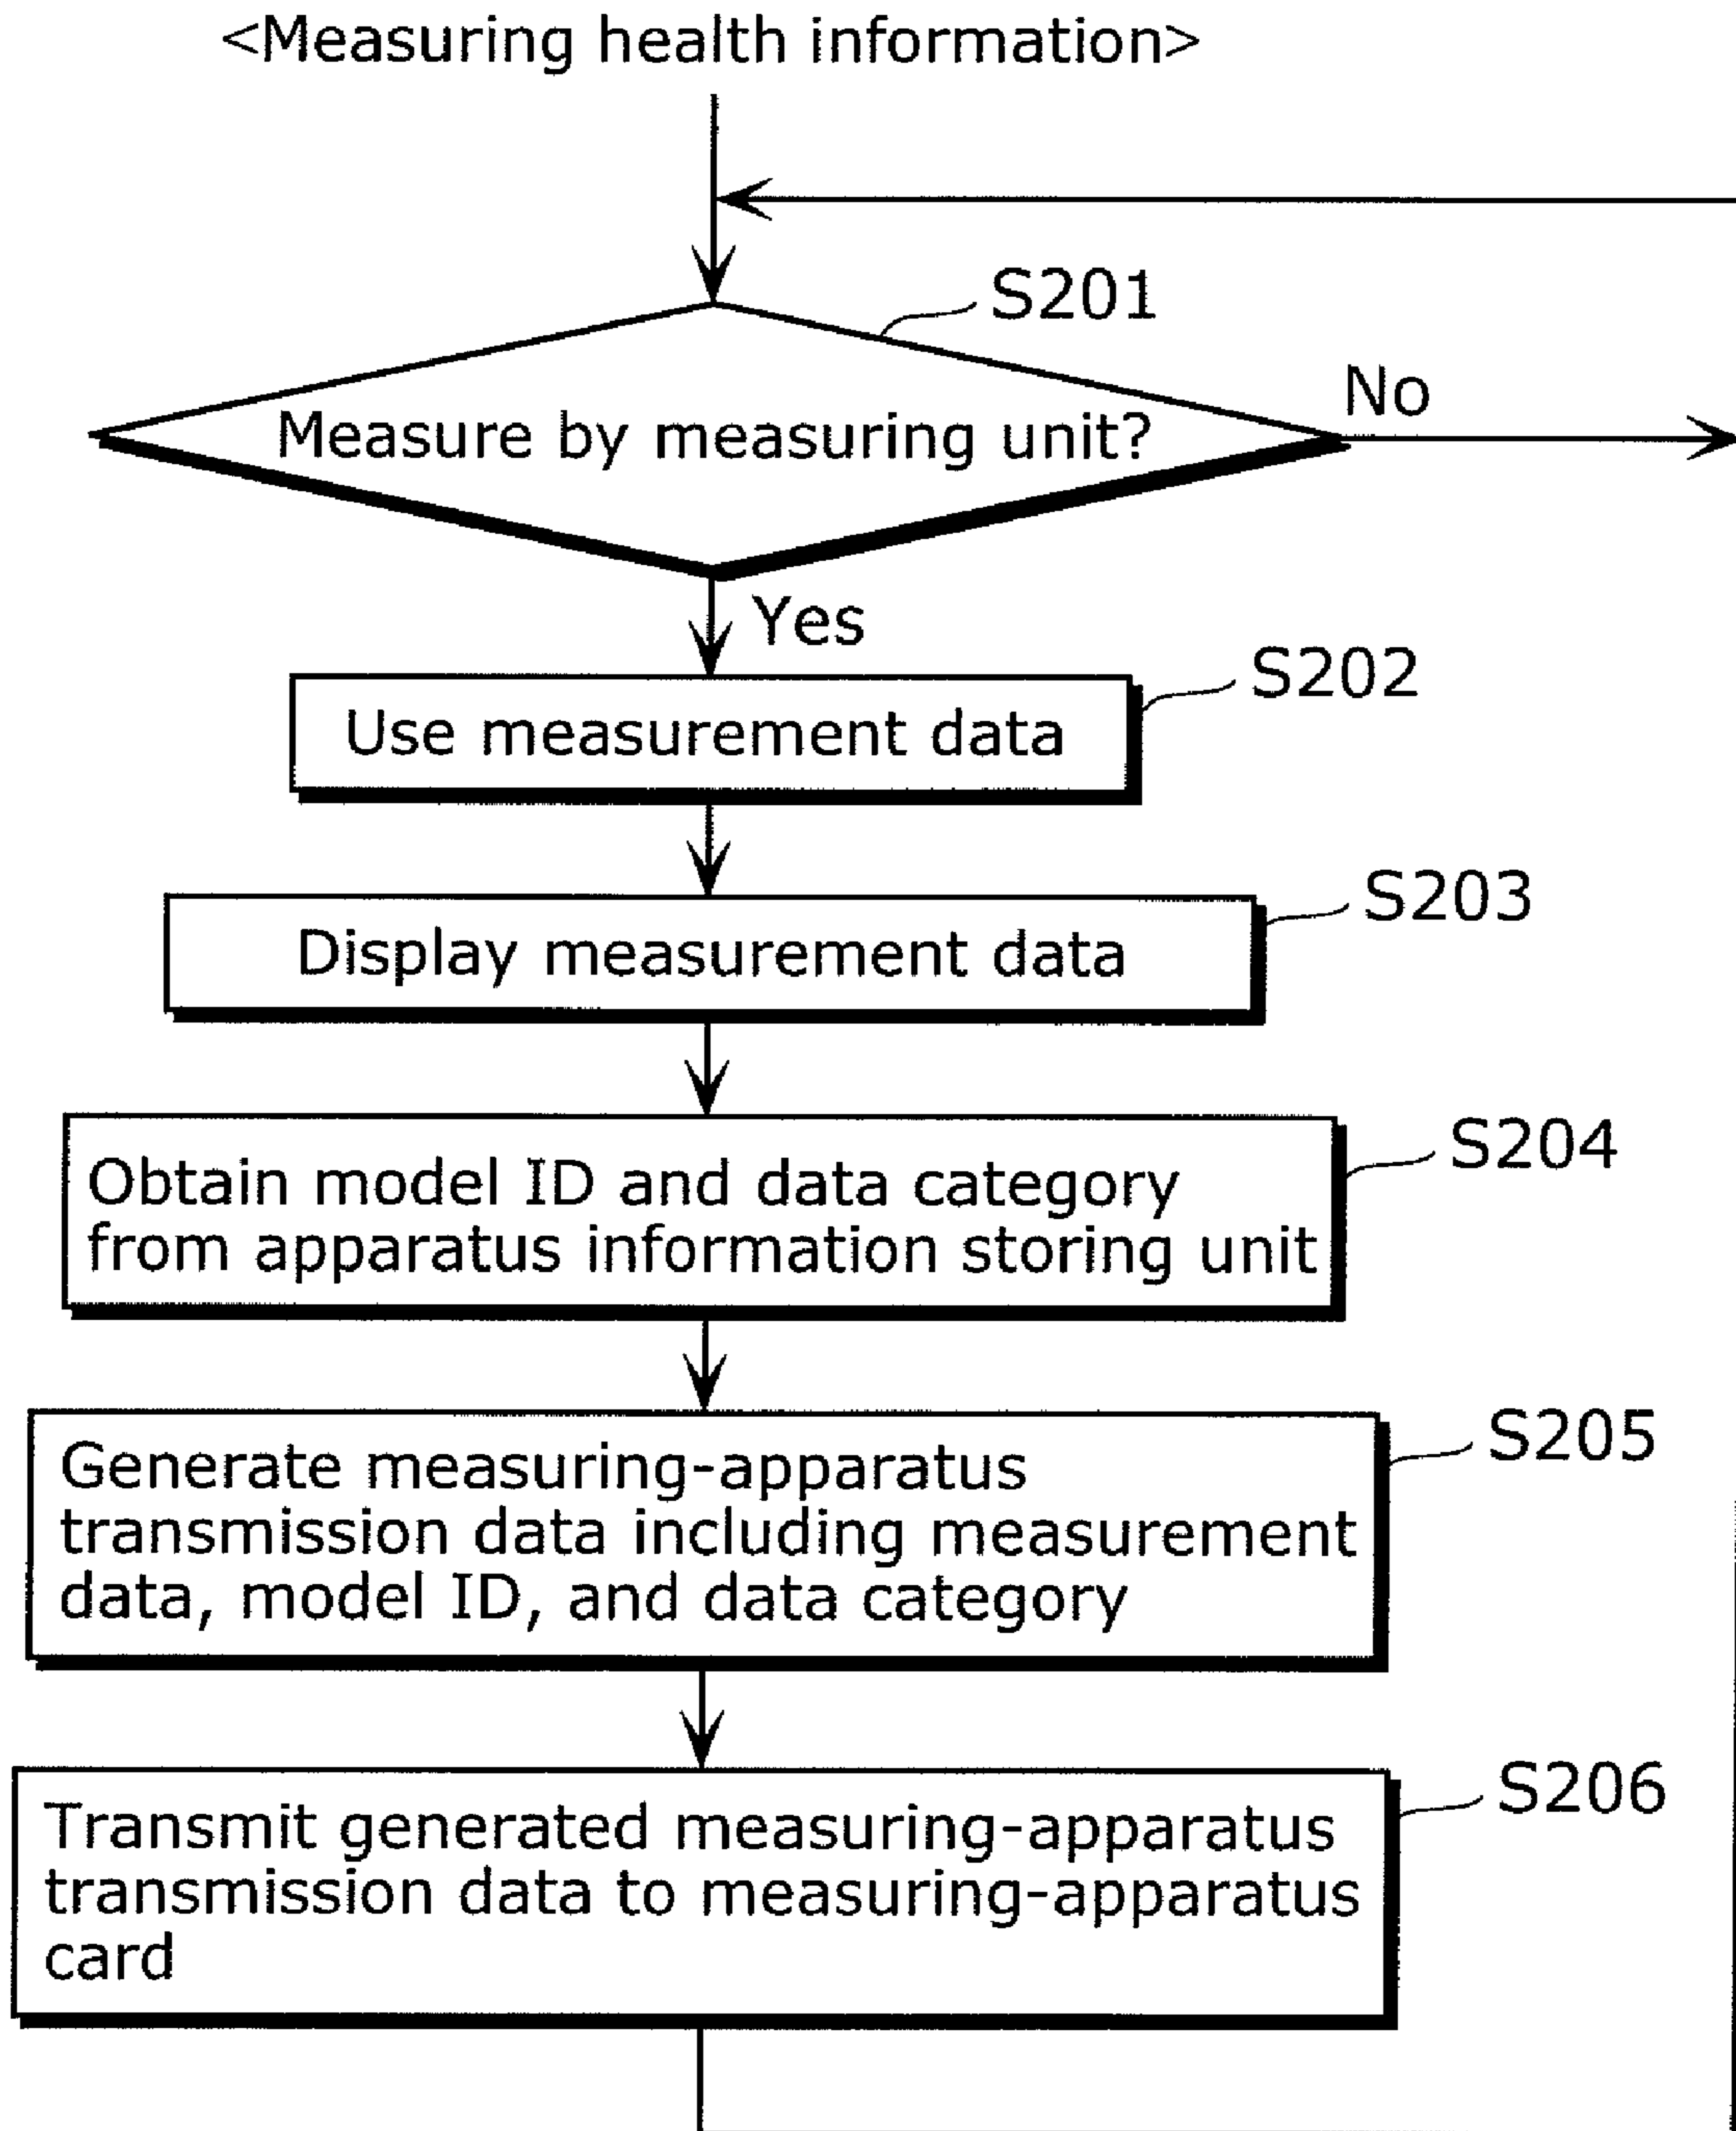 <Measuring health information>
S201
Measure by measuring unit?
No
Yes
S202
Use measurement data
S203
Display measurement data
S204
Obtain model ID and data category
from apparatus information storing unit
S205
Generate measuring-apparatus
transmission data including measurement
data, model ID, and data category
S206
Transmit generated measuring-apparatus
transmission data to measuring-apparatus
card